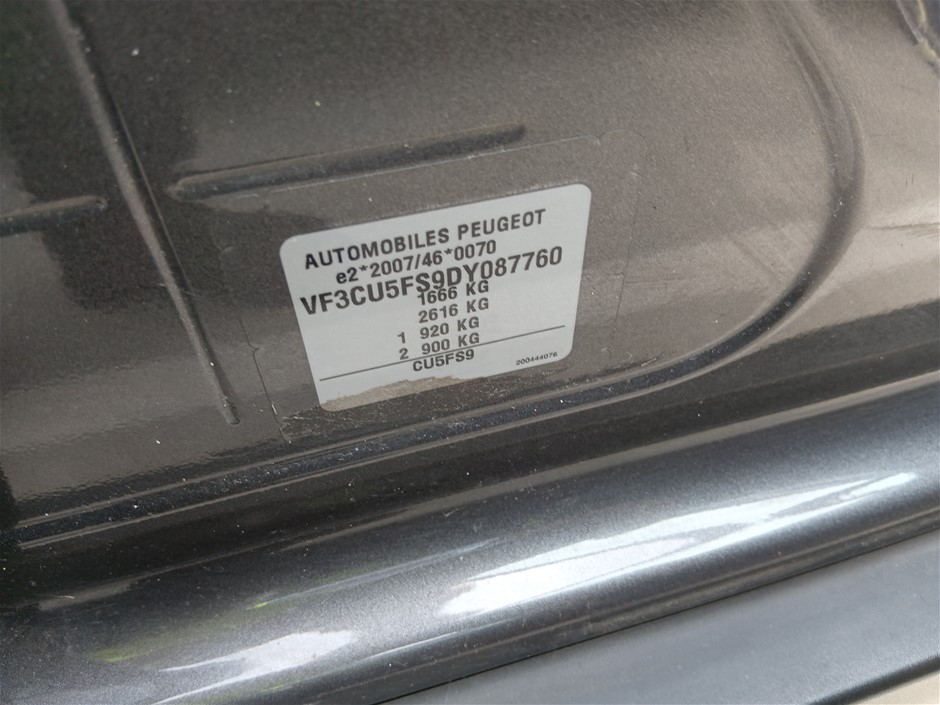 AUTOMOBILES PEUGEOT
e2*2007/46*0070
VF3CU5FS9DY087760
1666 KG
2616 KG
1 920 KG
2 900 KG
CU5FS9
200444076